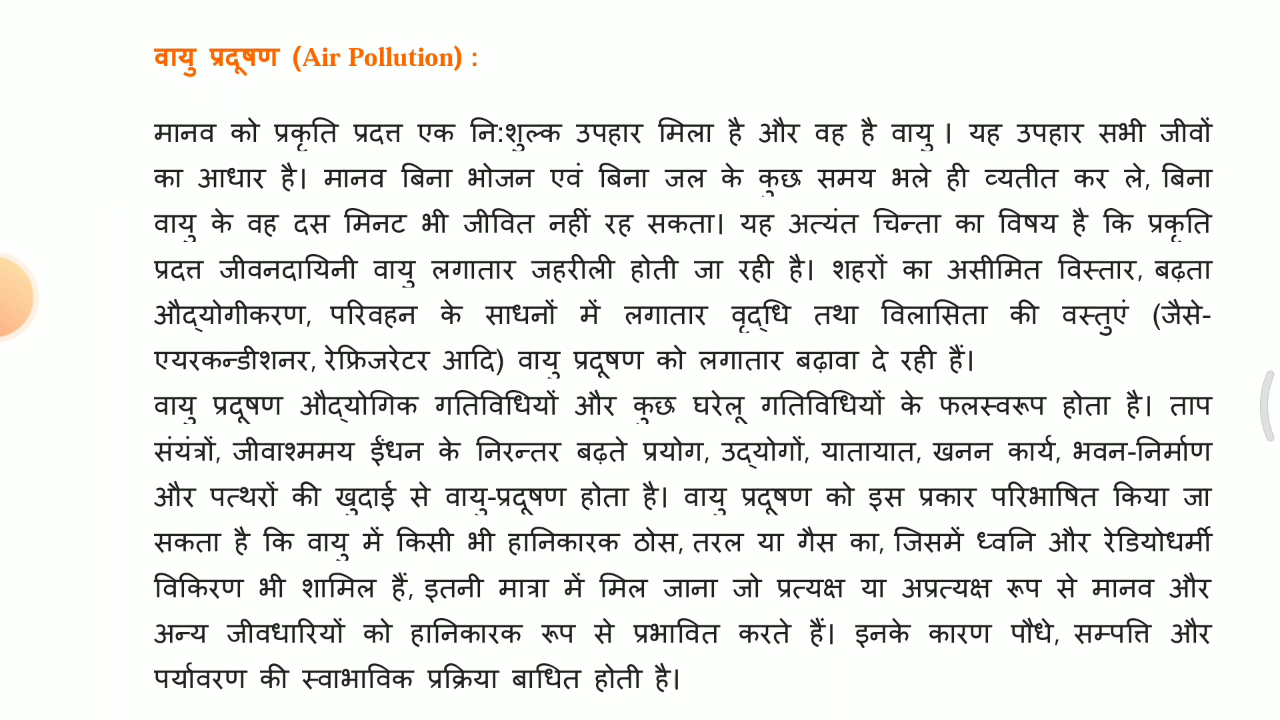 वायु प्रदूषण (Air Pollution) :
मानव को प्रकृति प्रदत्त एक नि:शुल्क उपहार मिला है और वह है वायु । यह उपहार सभी जीवों
का आधार है। मानव बिना भोजन एवं बिना जल के कुछ समय भले ही व्यतीत कर ले, बिना
वायु के वह दस मिनट भी जीवित नहीं रह सकता। यह अत्यंत चिन्ता का विषय है कि प्रकृति
प्रदत्त जीवनदायिनी वायु लगातार जहरीली होती जा रही है। शहरों का असीमित विस्तार, बढ़ता
औद्योगीकरण, परिवहन के साधनों में लगातार वृद्धि तथा विलासिता की वस्तुएं (जैसे-
एयरकन्डीशनर, रेफ्रिजरेटर आदि) वायु प्रदूषण को लगातार बढ़ावा दे रही हैं।
वायु प्रदूषण औद्योगिक गतिविधियों और कुछ घरेलू गतिविधियों के फलस्वरूप होता है। ताप
संयंत्रों, जीवाश्ममय ईंधन के निरन्तर बढ़ते प्रयोग, उद्योगों, यातायात, खनन कार्य, भवन-निर्माण
और पत्थरों की खुदाई से वायु-प्रदूषण होता है। वायु प्रदूषण को इस प्रकार परिभाषित किया जा
सकता है कि वायु में किसी भी हानिकारक ठोस, तरल या गैस का, जिसमें ध्वनि और रेडियोधर्मी
विकिरण भी शामिल हैं, इतनी मात्रा में मिल जाना जो प्रत्यक्ष या अप्रत्यक्ष रूप से मानव और
अन्य जीवधारियों को हानिकारक रूप से प्रभावित करते हैं। इनके कारण पौधे, सम्पत्ति और
पर्यावरण की स्वाभाविक प्रक्रिया बाधित होती है।